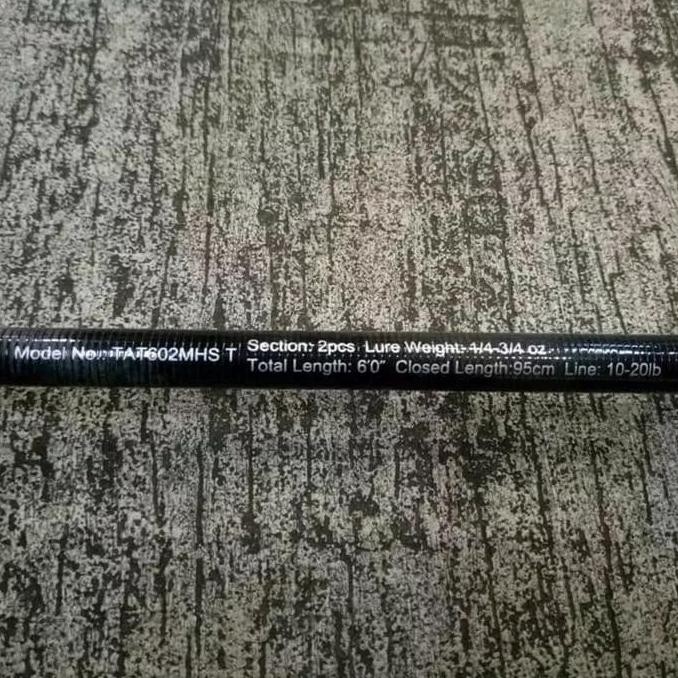 Model No.: TAT602MHS T
Section: 2pcs Lure Weight: 1/4-3/4 oz.
Total Length: 6'0" Closed Length:95cm Line: 10-20lb